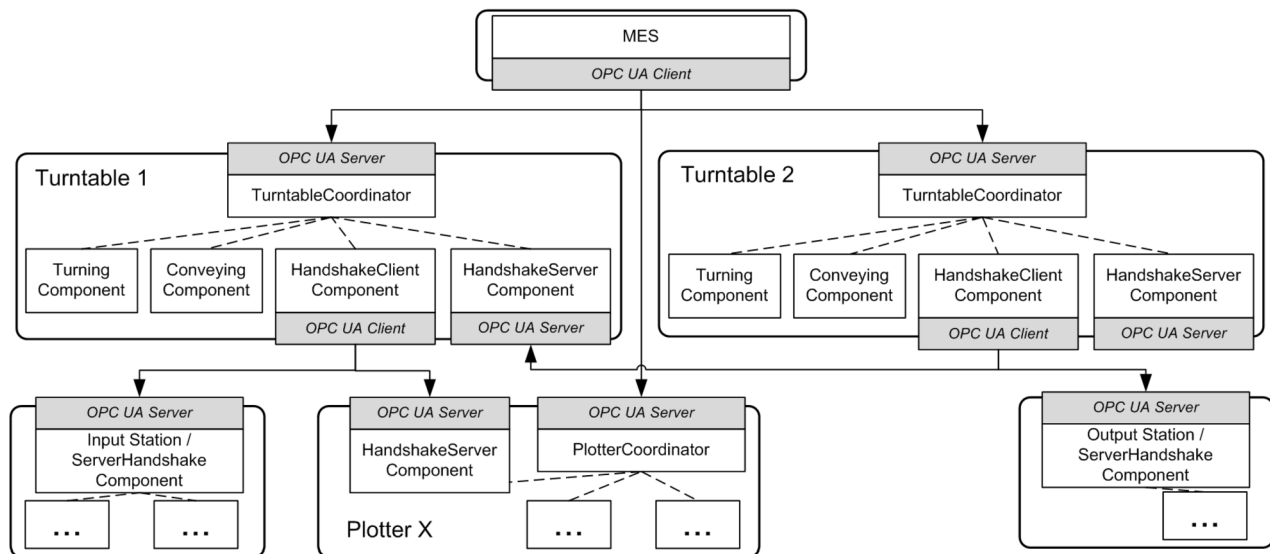 MES
OPC UA Client
OPC UA Server
Turntable 1
TurntableCoordinator
Turning
Component
Conveying
Component
HandshakeClient
Component
OPC UA Client
HandshakeServer
Component
OPC UA Server
OPC UA Server
Turntable 2
TurntableCoordinator
Turning
Component
Conveying
Component
HandshakeClient
Component
OPC UA Client
HandshakeServer
Component
OPC UA Server
OPC UA Server
Input Station /
ServerHandshake
Component
...
...
OPC UA Server
HandshakeServer
Component
OPC UA Server
PlotterCoordinator
Plotter X
...
...
OPC UA Server
Output Station /
ServerHandshake
Component
...